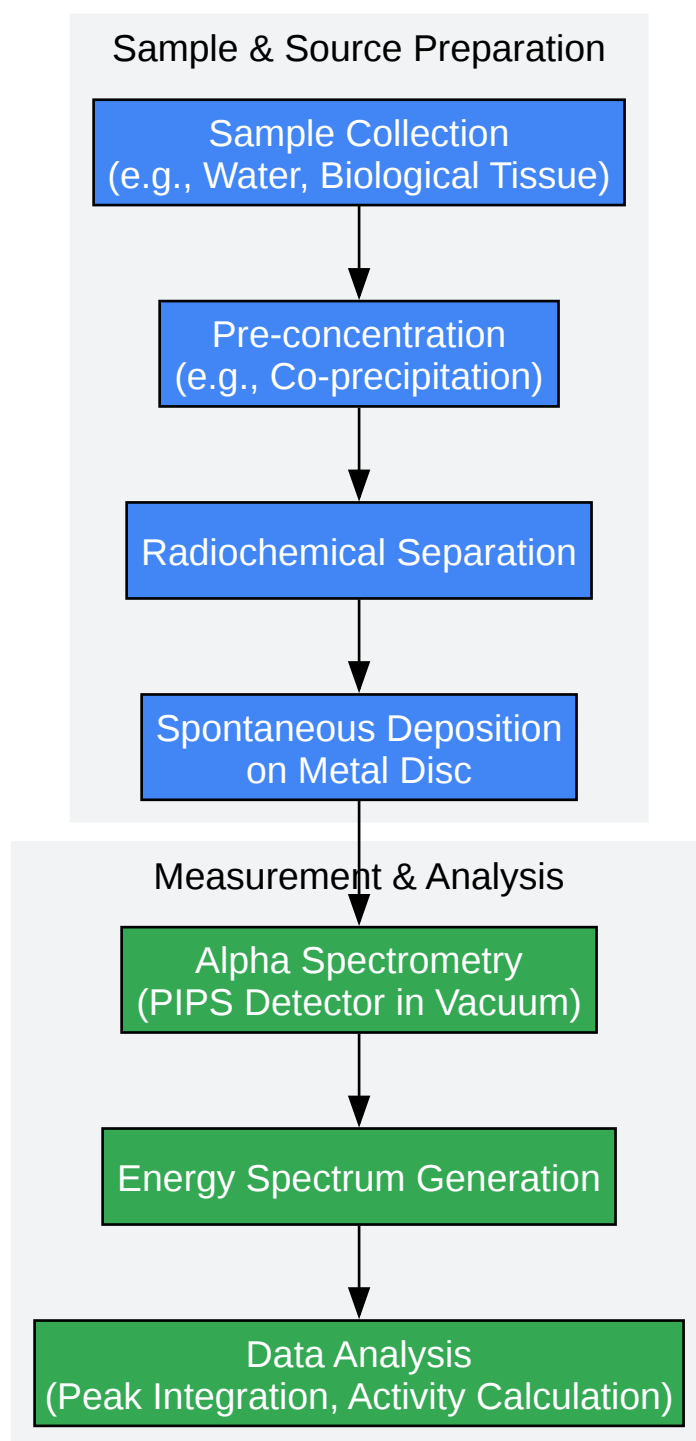 Sample & Source Preparation
Sample Collection
(e.g., Water, Biological Tissue)
Pre-concentration
(e.g., Co-precipitation)
Radiochemical Separation
Spontaneous Deposition
on Metal Disc
Measurement & Analysis
Alpha Spectrometry
(PIPS Detector in Vacuum)
Energy Spectrum Generation
Data Analysis
(Peak Integration, Activity Calculation)